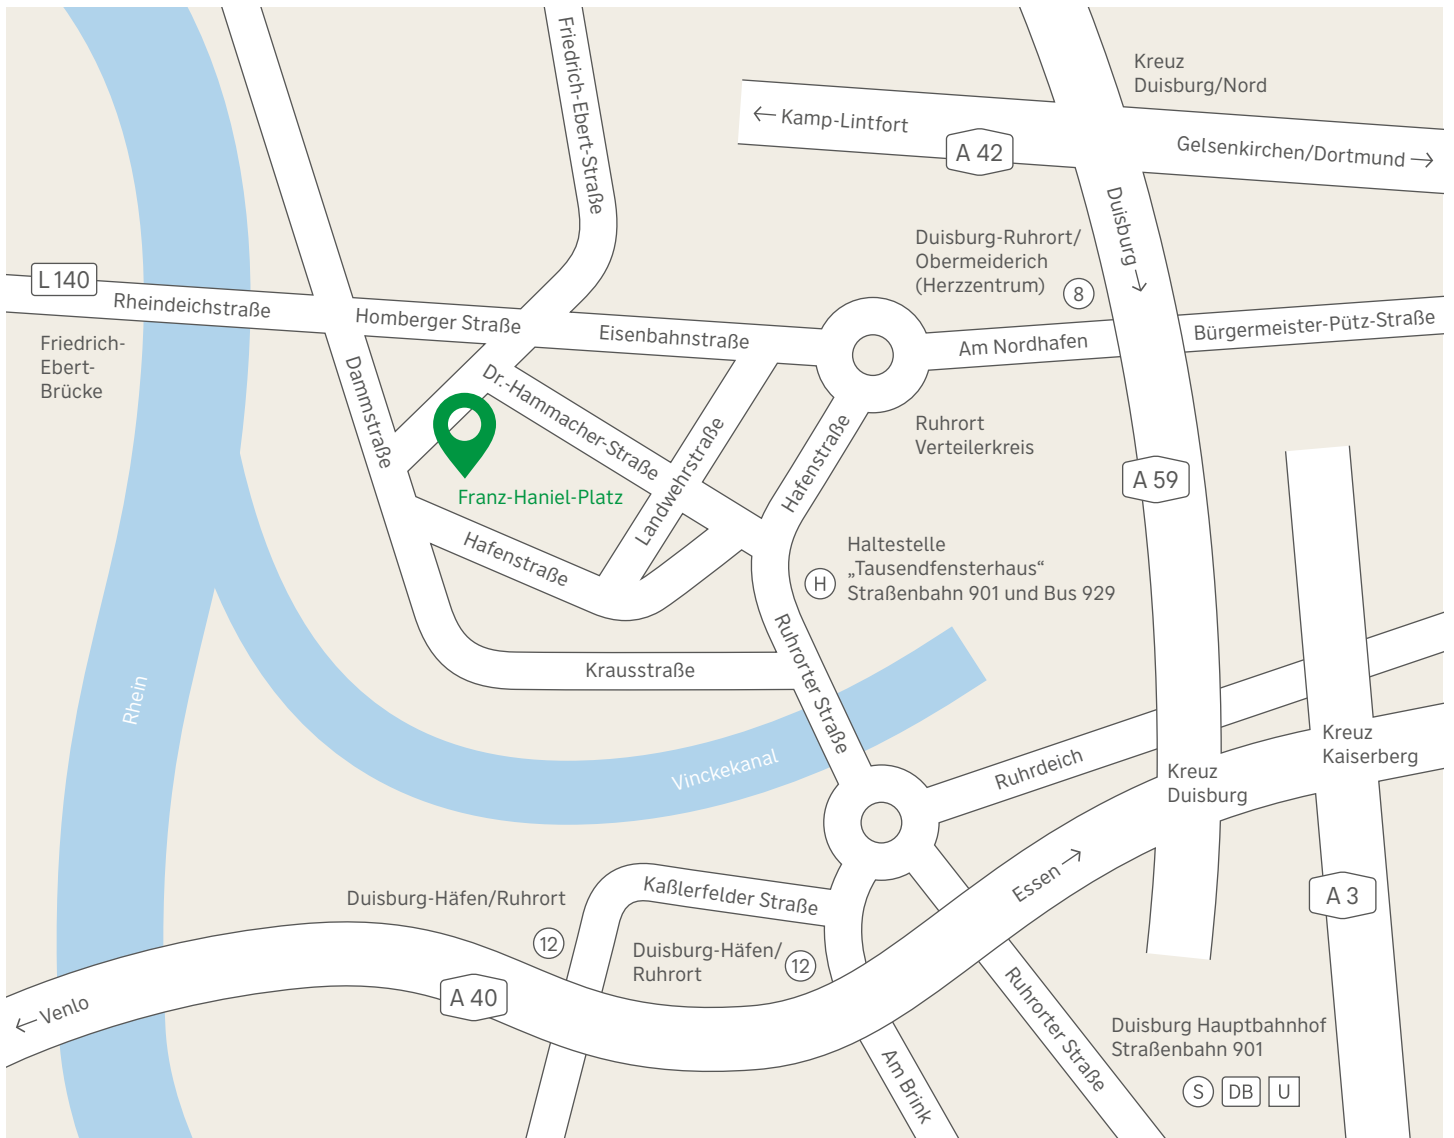 Friedrich-Ebert-Straße
Kreuz
Duisburg/Nord
← Kamp-Lintfort
A 42
Gelsenkirchen/Dortmund →
Duisburg →
Duisburg-Ruhrort/
Obermeiderich
(Herzzentrum)
8
L 140
Rheindeichstraße
Homberger Straße
Eisenbahnstraße
Am Nordhafen
Bürgermeister-Pütz-Straße
Friedrich-
Ebert-
Brücke
Dammstraße
Dr.-Hammacher-Straße
Landwehrstraße
Hafenstraße
Ruhrort
Verteilerkreis
A 59
Franz-Haniel-Platz
Hafenstraße
H
Haltestelle
„Tausendfensterhaus“
Straßenbahn 901 und Bus 929
Ruhrorter Straße
Krausstraße
Rhein
Vinckekanal
Ruhrdeich
Kreuz
Duisburg
Kreuz
Kaiserberg
Kaßlerfelder Straße
Essen →
A 3
Duisburg-Häfen/Ruhrort
12
Duisburg-Häfen/
Ruhrort
12
← Venlo
A 40
Ruhrorter Straße
Am Brink
Duisburg Hauptbahnhof
Straßenbahn 901
S DB U